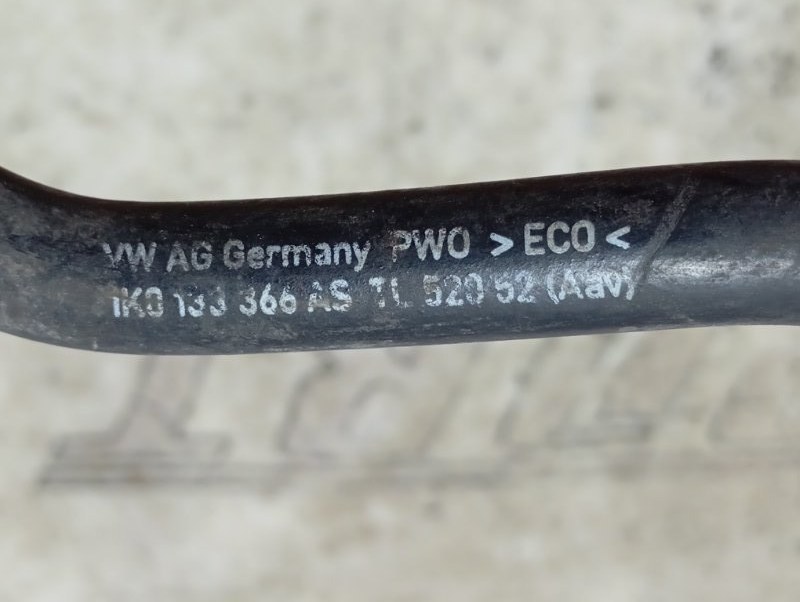 VW AG Germany PWO >ECO<
1K0 133 366 AS TL 520 52 (Aav)